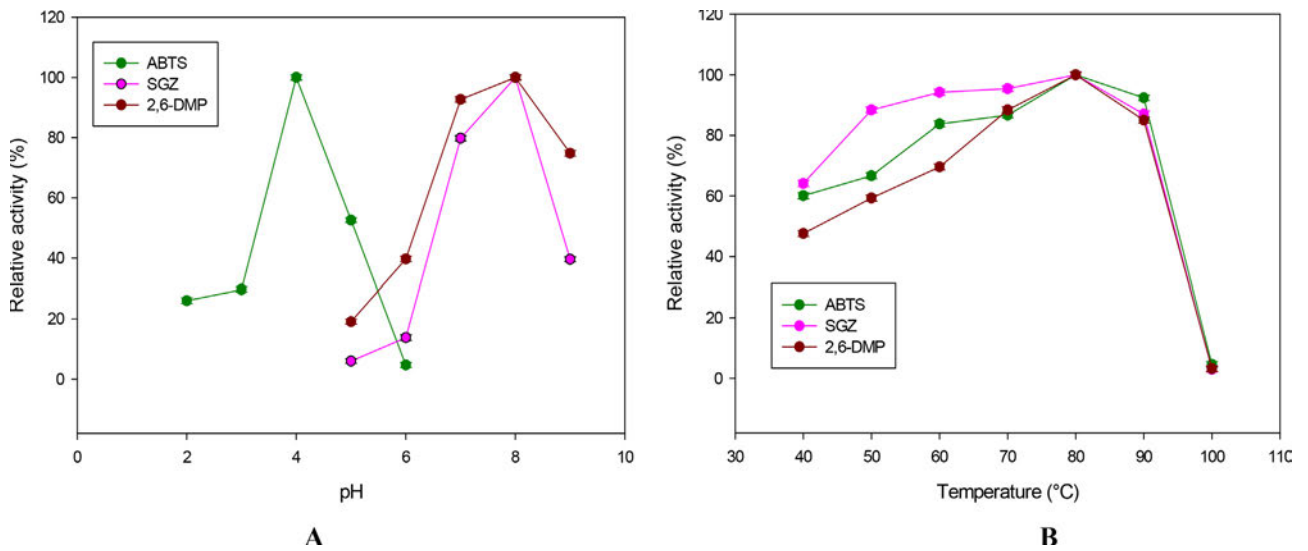 120
100
80
60
40
20
0
Relative activity (%)
ABTS
SGZ
2,6-DMP
0 2 4 6 8 10
pH
A
120
100
80
60
40
20
0
Relative activity (%)
ABTS
SGZ
2,6-DMP
30 40 50 60 70 80 90 100 110
Temperature (°C)
B